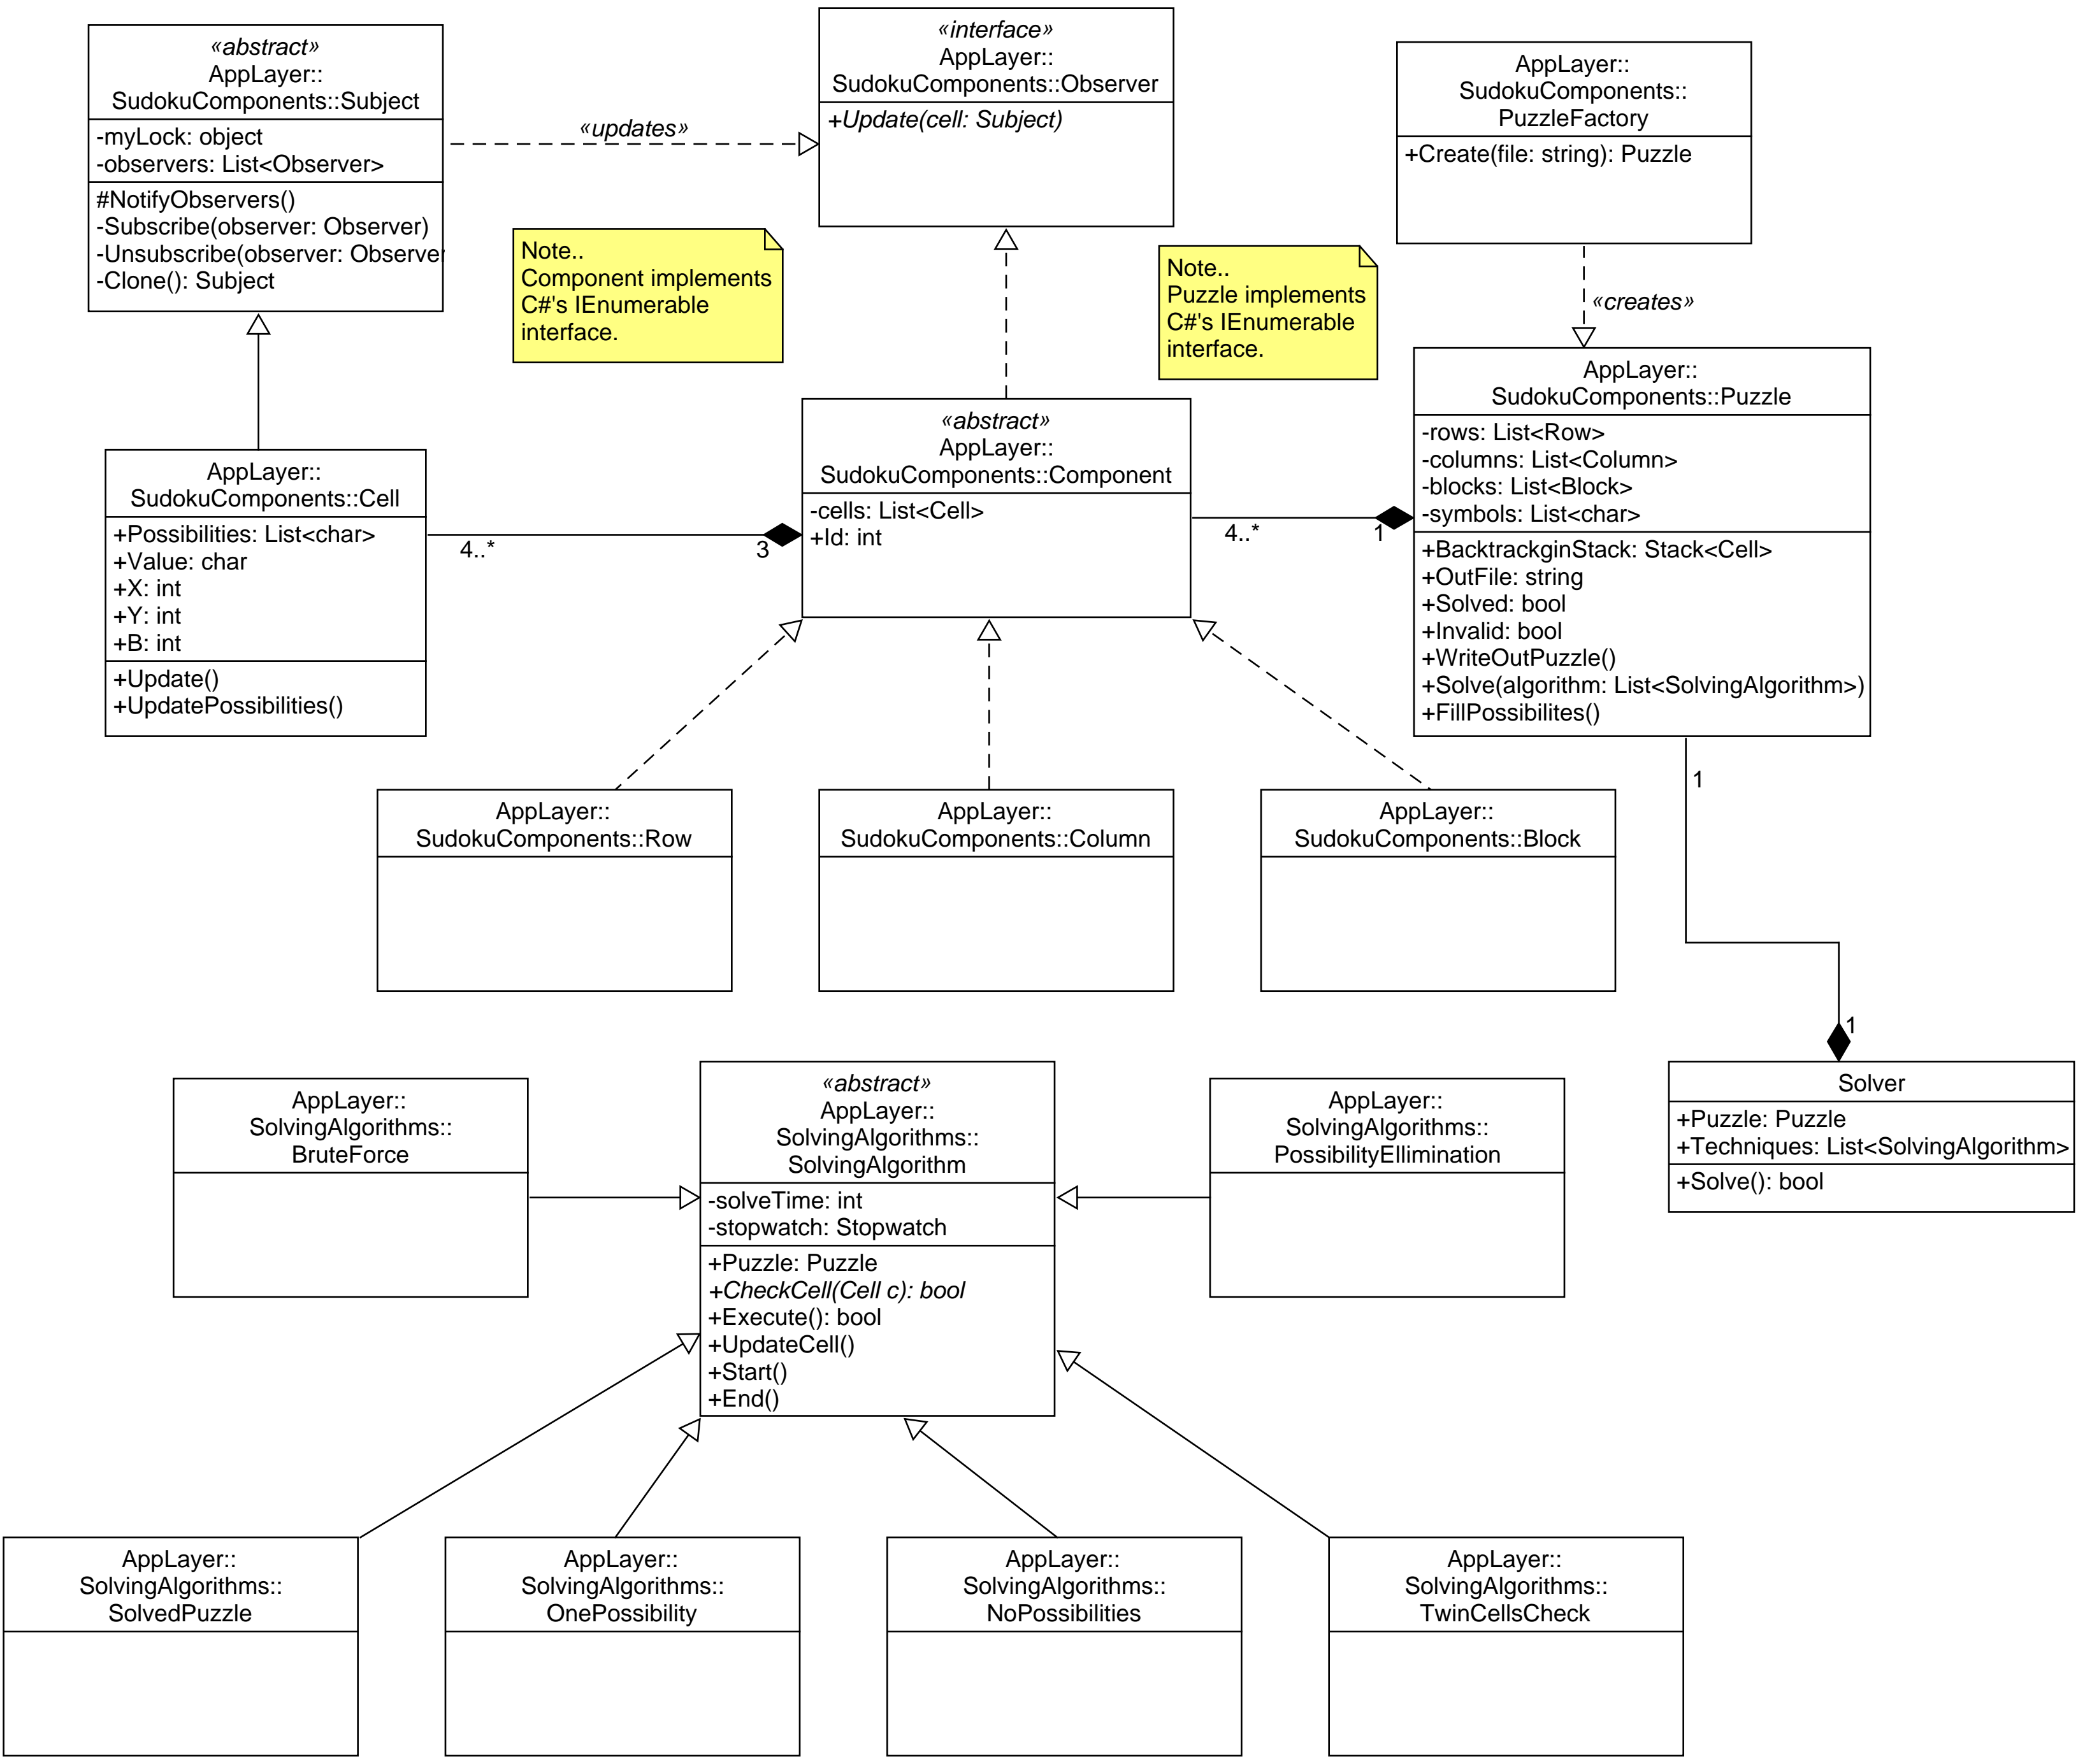 «abstract»
AppLayer::
SudokuComponents::Subject
-myLock: object
-observers: List<Observer>
#NotifyObservers()
-Subscribe(observer: Observer)
-Unsubscribe(observer: Observer
-Clone(): Subject
«updates»
«interface»
AppLayer::
SudokuComponents::Observer
+Update(cell: Subject)
AppLayer::
SudokuComponents::
PuzzleFactory
+Create(file: string): Puzzle
Note..
Component implements
C#'s IEnumerable
interface.
Note..
Puzzle implements
C#'s IEnumerable
interface.
«creates»
AppLayer::
SudokuComponents::Cell
+Possibilities: List<char>
+Value: char
+X: int
+Y: int
+B: int
+Update()
+UpdatePossibilities()
4..*
3
«abstract»
AppLayer::
SudokuComponents::Component
-cells: List<Cell>
+Id: int
4..*
1
AppLayer::
SudokuComponents::Puzzle
-rows: List<Row>
-columns: List<Column>
-blocks: List<Block>
-symbols: List<char>
+BacktrackginStack: Stack<Cell>
+OutFile: string
+Solved: bool
+Invalid: bool
+WriteOutPuzzle()
+Solve(algorithm: List<SolvingAlgorithm>)
+FillPossibilites()
1
AppLayer::
SudokuComponents::Row
AppLayer::
SudokuComponents::Column
AppLayer::
SudokuComponents::Block
1
Solver
+Puzzle: Puzzle
+Techniques: List<SolvingAlgorithm>
+Solve(): bool
AppLayer::
SolvingAlgorithms::
BruteForce
«abstract»
AppLayer::
SolvingAlgorithms::
SolvingAlgorithm
-solveTime: int
-stopwatch: Stopwatch
+Puzzle: Puzzle
+CheckCell(Cell c): bool
+Execute(): bool
+UpdateCell()
+Start()
+End()
AppLayer::
SolvingAlgorithms::
PossibilityEllimination
AppLayer::
SolvingAlgorithms::
SolvedPuzzle
AppLayer::
SolvingAlgorithms::
OnePossibility
AppLayer::
SolvingAlgorithms::
NoPossibilities
AppLayer::
SolvingAlgorithms::
TwinCellsCheck